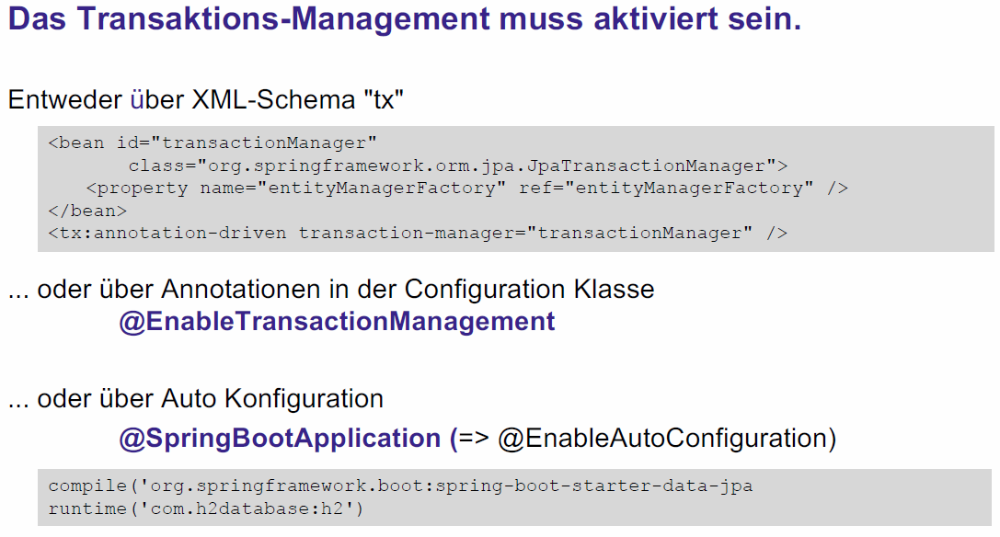 Das Transaktions-Management muss aktiviert sein.
Entweder über XML-Schema "tx"
<bean id="transactionManager"
class="org.springframework.orm.jpa.JpaTransactionManager">
<property name="entityManagerFactory" ref="entityManagerFactory" />
</bean>
<tx:annotation-driven transaction-manager="transactionManager" />
... oder über Annotationen in der Configuration Klasse
@EnableTransactionManagement
... oder über Auto Konfiguration
@SpringBootApplication (=> @EnableAutoConfiguration)
compile('org.springframework.boot:spring-boot-starter-data-jpa
runtime('com.h2database:h2')